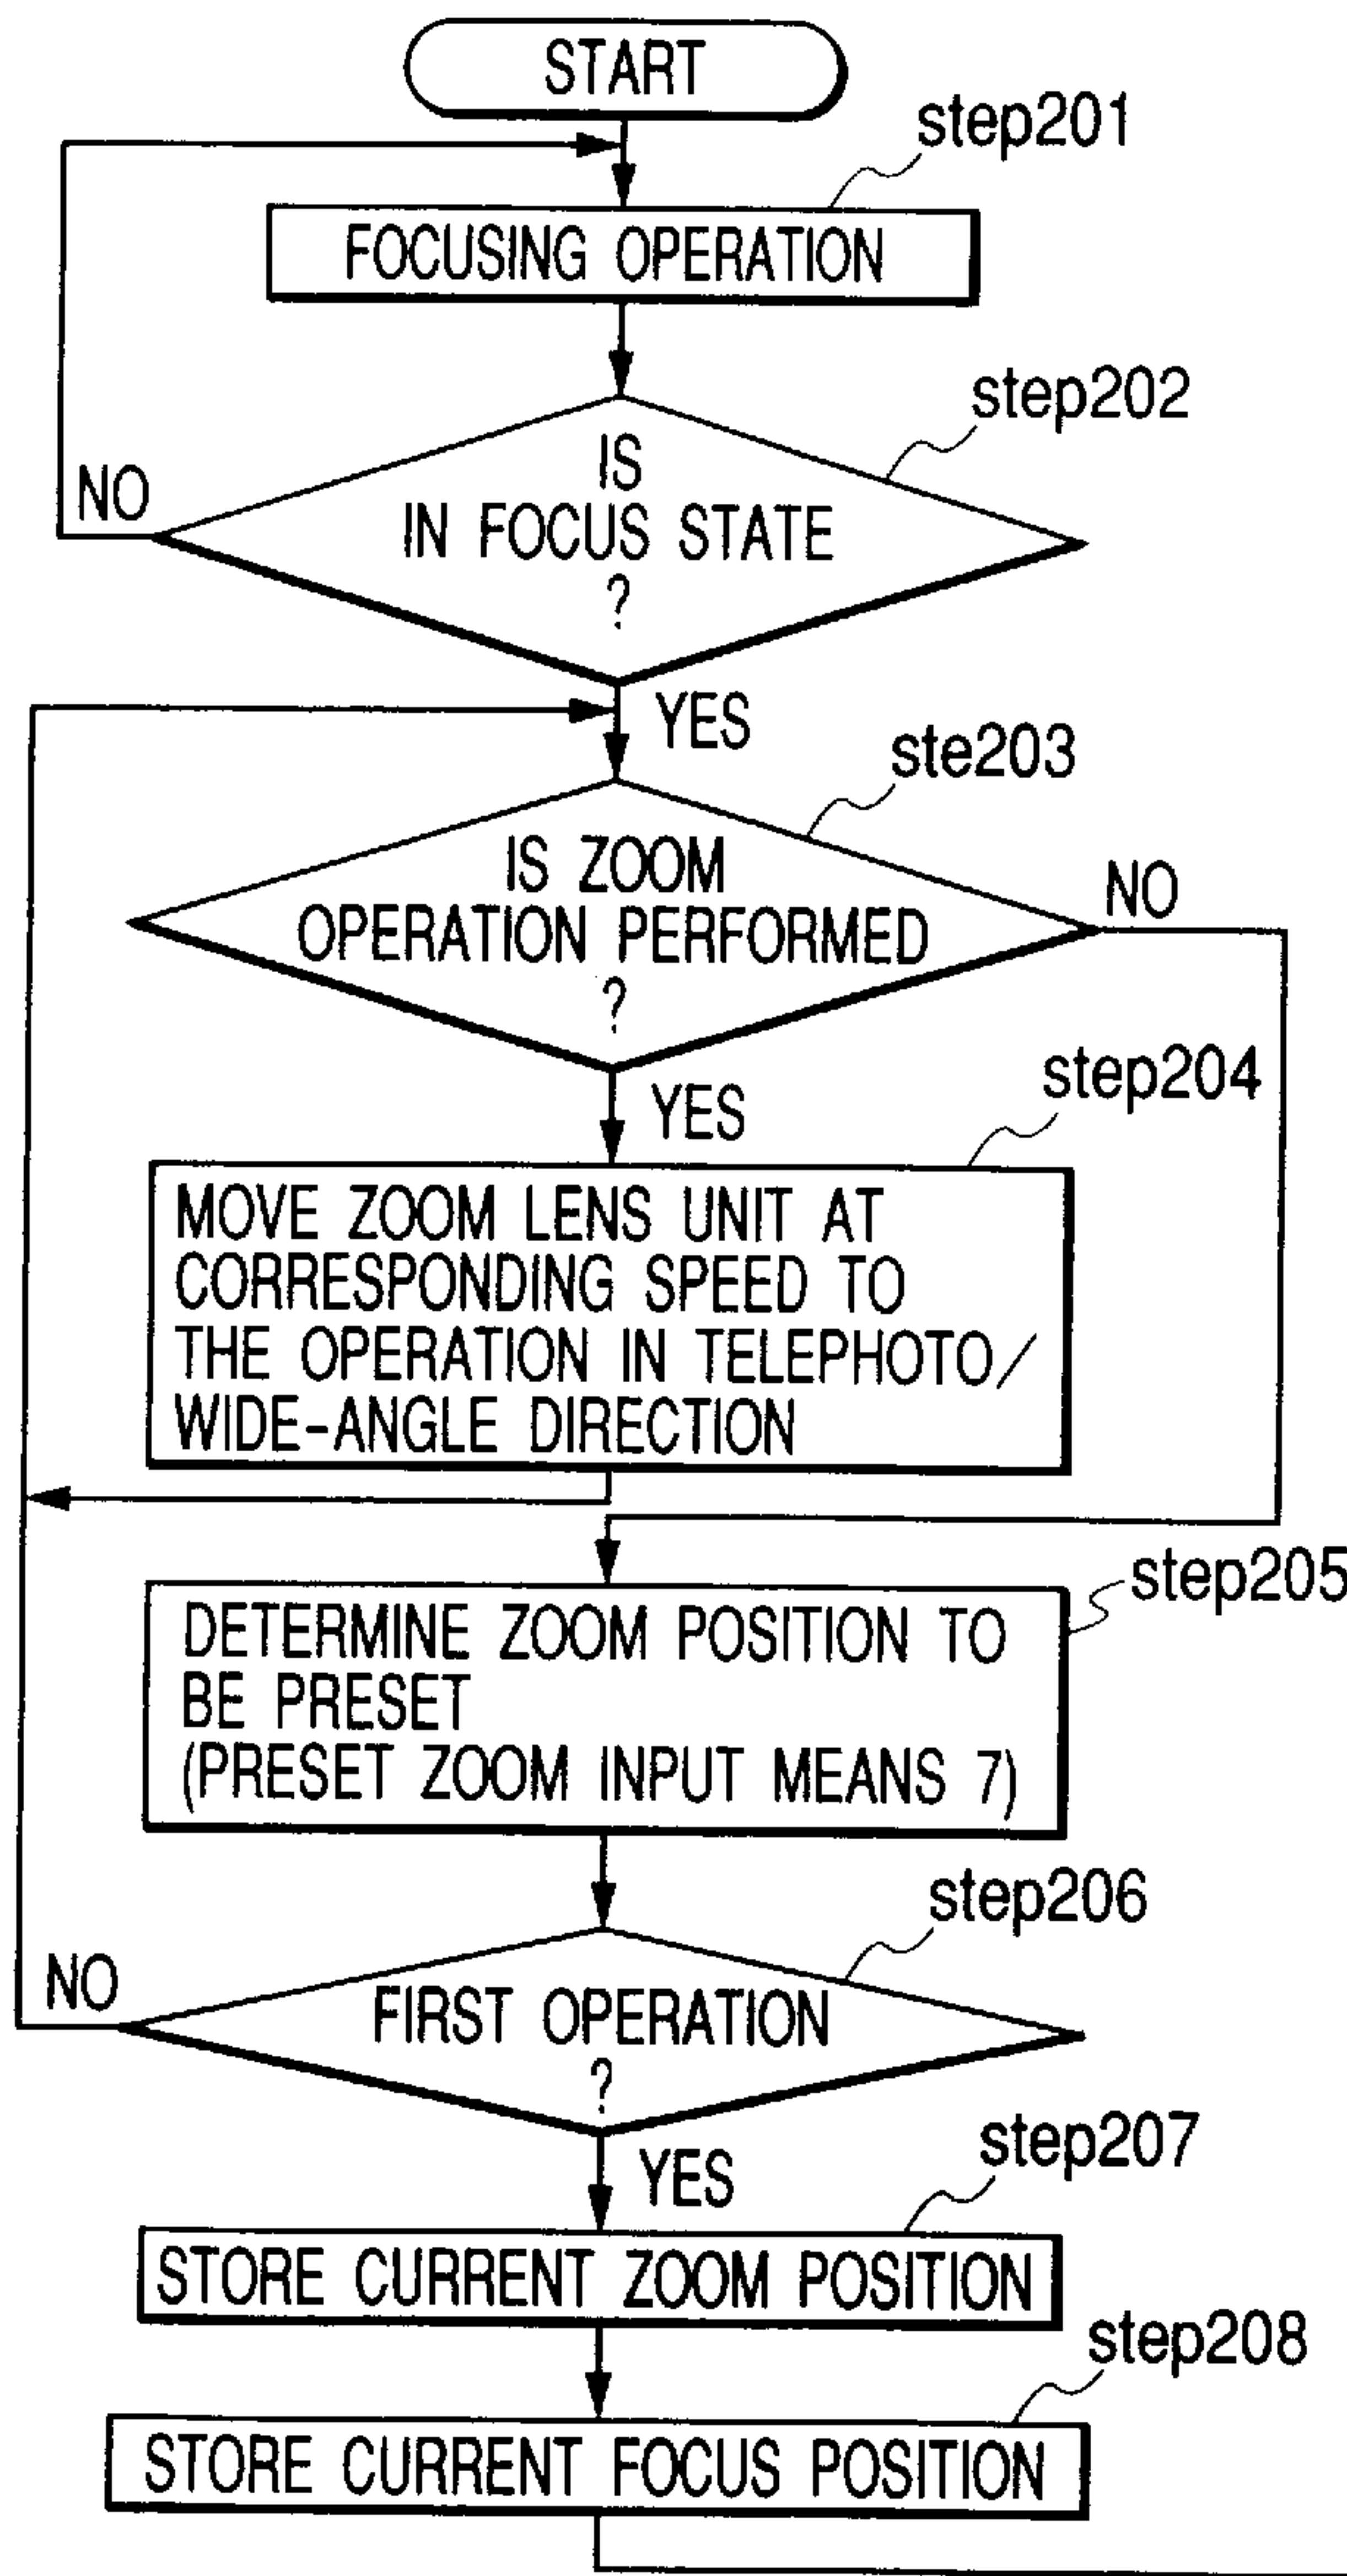 START
step201
FOCUSING OPERATION
step202
IS
IN FOCUS STATE
?
NO
YES
ste203
IS ZOOM
OPERATION PERFORMED
?
NO
YES
step204
MOVE ZOOM LENS UNIT AT
CORRESPONDING SPEED TO
THE OPERATION IN TELEPHOTO/
WIDE-ANGLE DIRECTION
step205
DETERMINE ZOOM POSITION TO
BE PRESET
(PRESET ZOOM INPUT MEANS 7)
step206
NO
FIRST OPERATION
?
YES
step207
STORE CURRENT ZOOM POSITION
step208
STORE CURRENT FOCUS POSITION